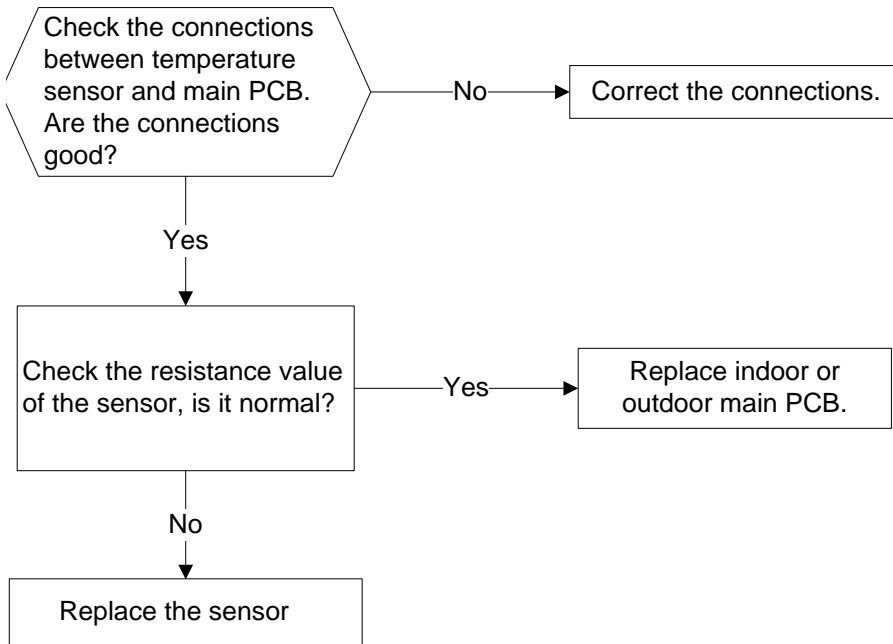 Check the connections
between temperature
sensor and main PCB.
Are the connections
good?
No
Correct the connections.
Yes
Check the resistance value
of the sensor, is it normal?
Yes
Replace indoor or
outdoor main PCB.
No
Replace the sensor